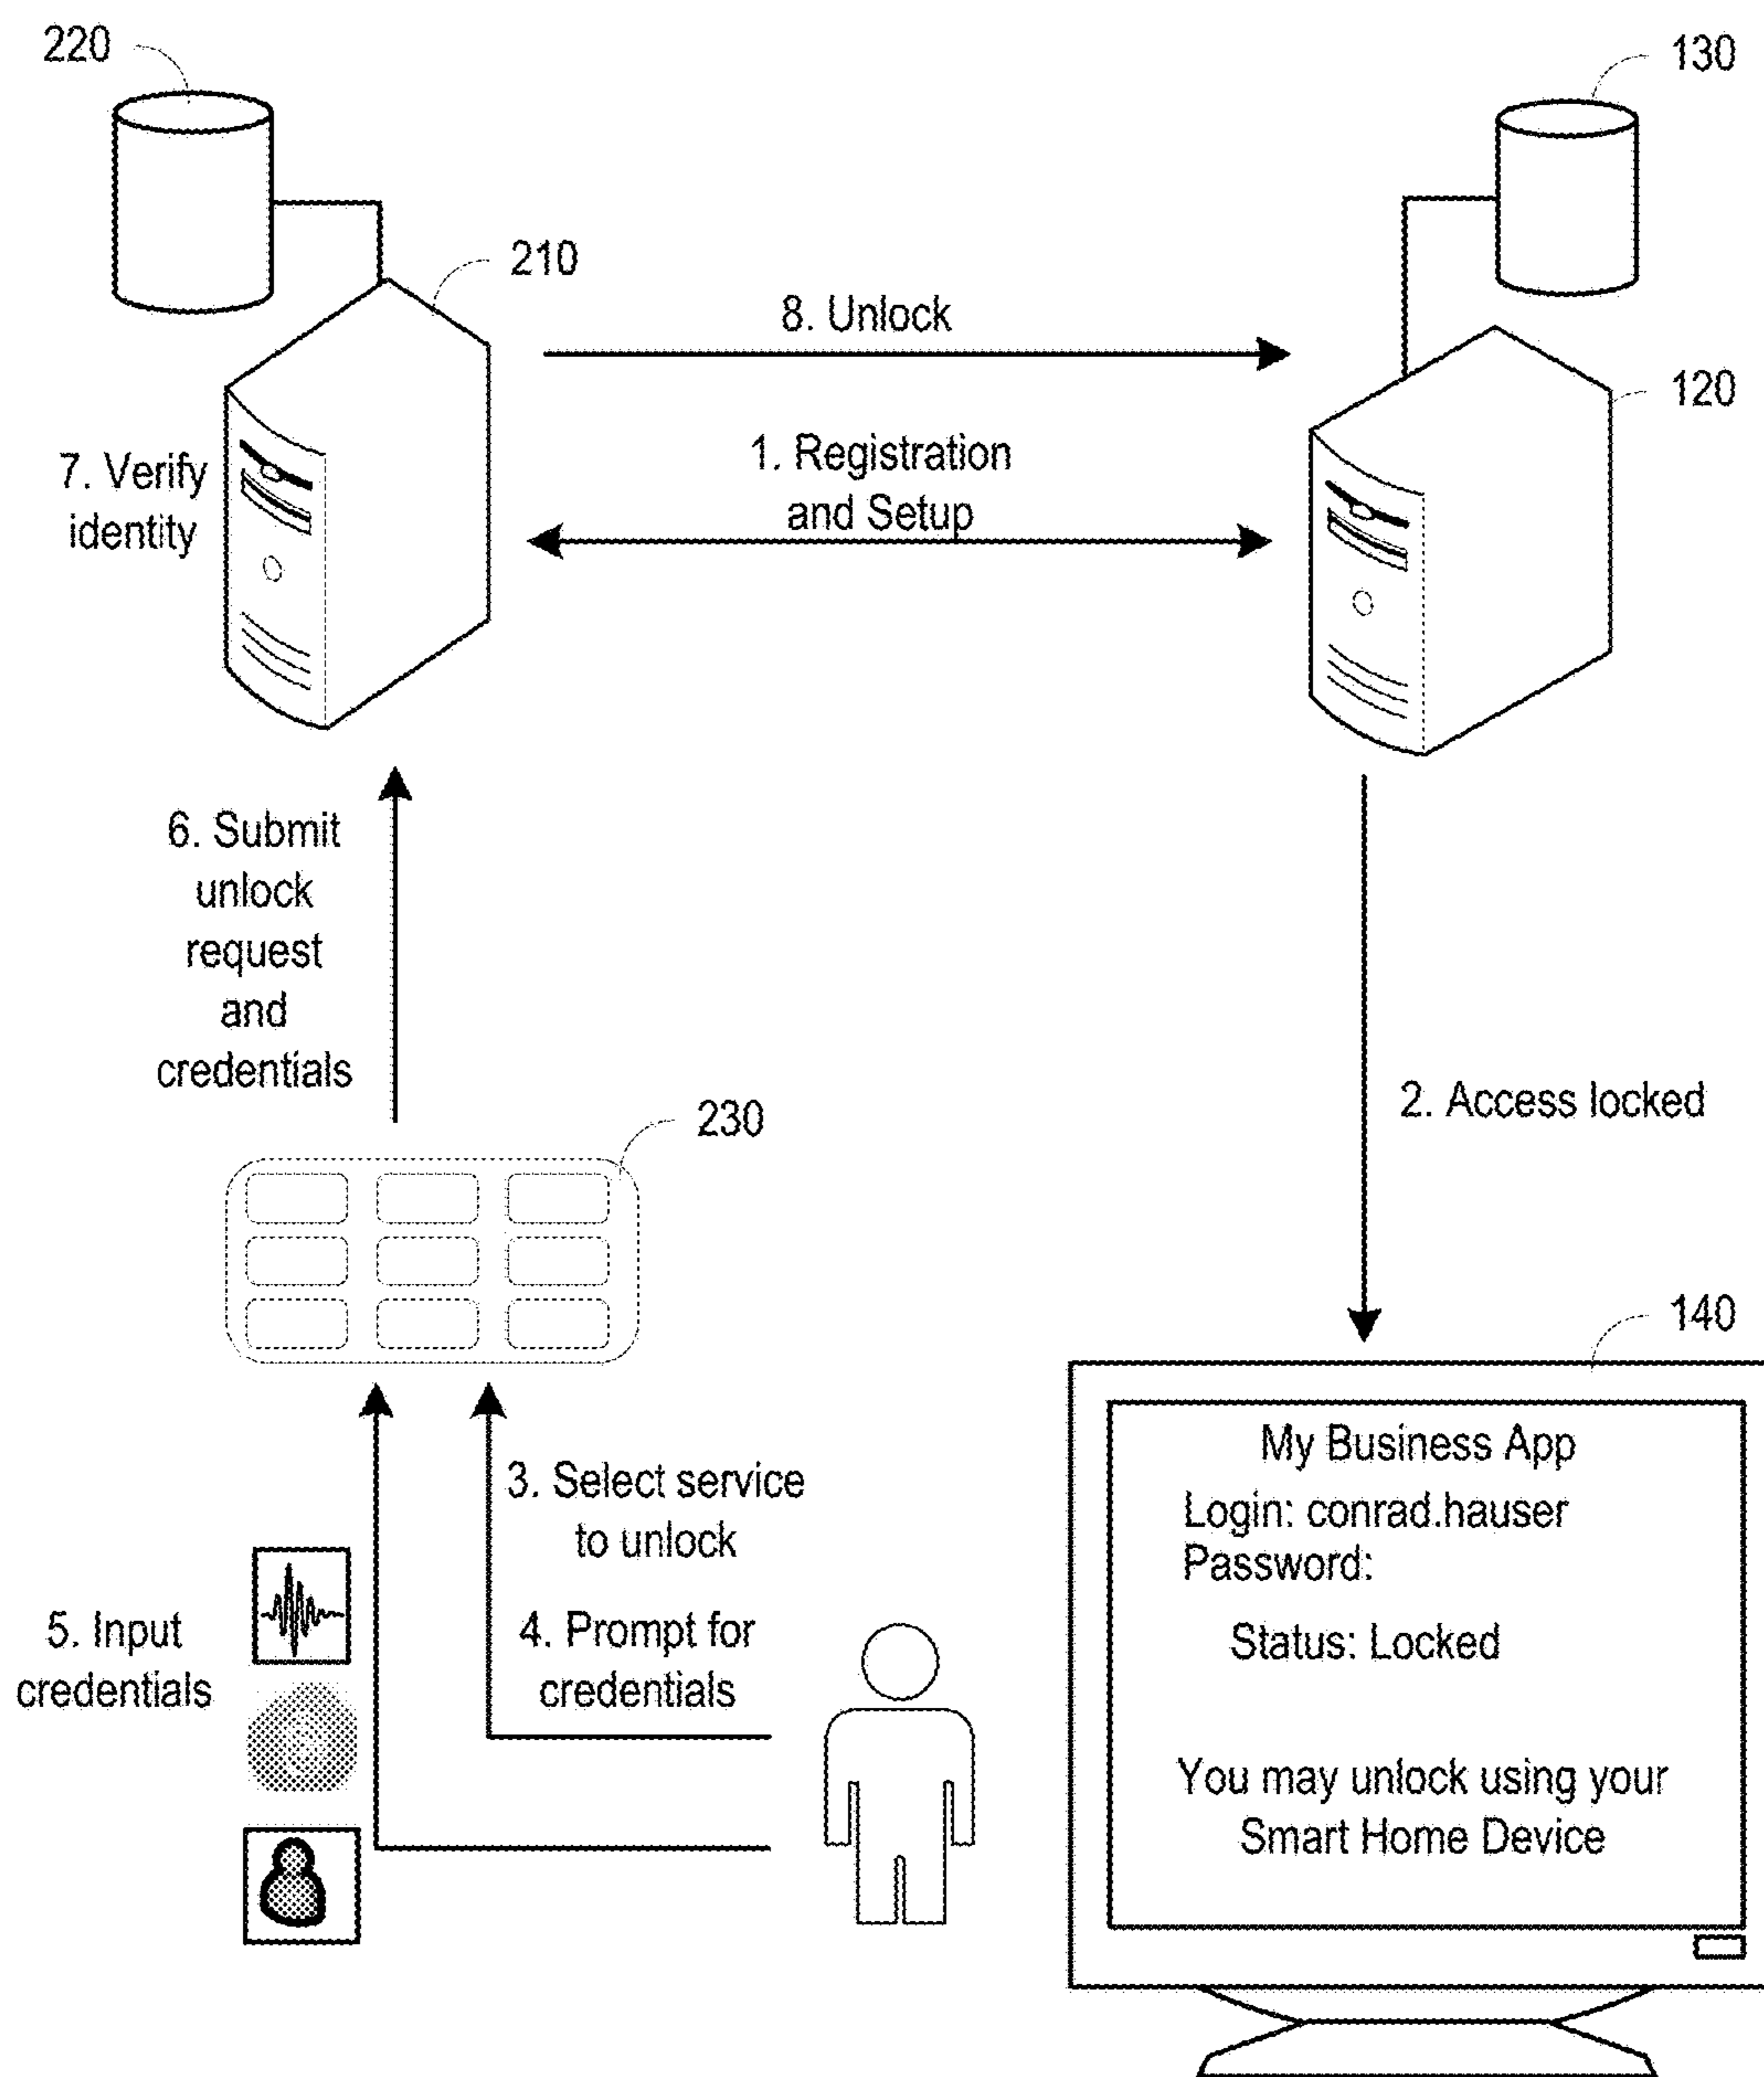 220
130
210
8. Unlock
120
1. Registration
and Setup
7. Verify
identity
6. Submit
unlock
request
and
credentials
2. Access locked
230
140
My Business App
Login: conrad.hauser
Password:
Status: Locked
You may unlock using your
Smart Home Device
3. Select service
to unlock
4. Prompt for
credentials
5. Input
credentials